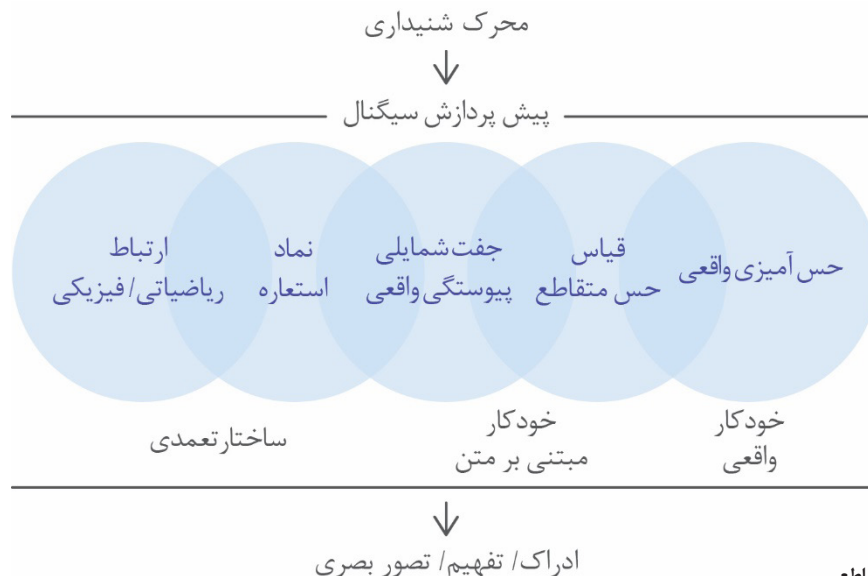 محرک شنیداری
پیش پردازش سیگنال
حس آمیزی واقعی
قیاس
حس متقاطع
جفت شمایلی
پیوستگی واقعی
نماد
استعاره
ارتباط
ریاضیاتی/ فیزیکی
خودکار
واقعی
خودکار
مبتنی بر متن
ساختار تعمدی
ادراک/ تفهیم/ تصور بصری